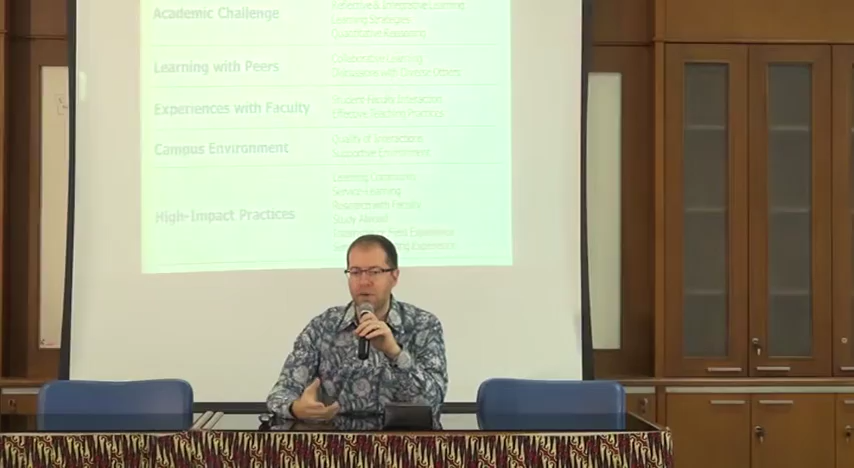 Academic Challenge
Reflective & Integrative Learning
Learning Strategies
Quantitative Reasoning
Learning with Peers
Collaborative Learning
Discussions with Diverse Others
Experiences with Faculty
Student-Faculty Interaction
Effective Teaching Practices
Campus Environment
Quality of Interactions
Supportive Environment
High-Impact Practices
Learning Community
Service-Learning
Research with Faculty
Study Abroad